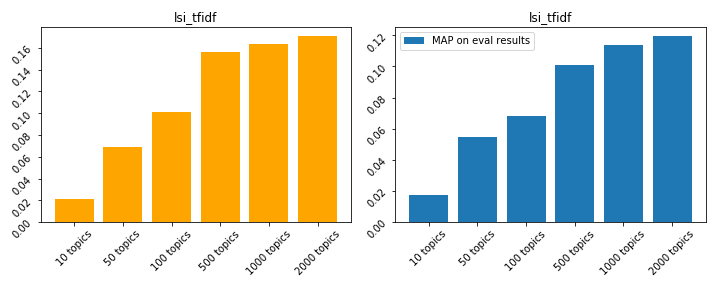 lsi_tfidf
0.16
0.14
0.12
0.10
0.08
0.06
0.04
0.02
0.00
10 topics
50 topics
100 topics
500 topics
1000 topics
2000 topics
lsi_tfidf
MAP on eval results
0.12
0.10
0.08
0.06
0.04
0.02
0.00
10 topics
50 topics
100 topics
500 topics
1000 topics
2000 topics